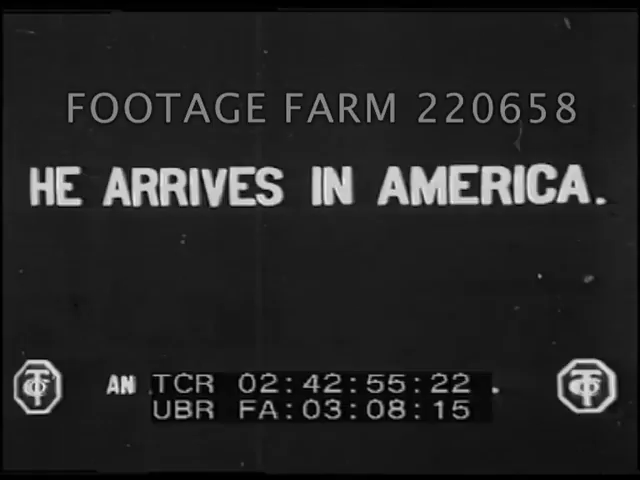 FOOTAGE FARM 220658
HE ARRIVES IN AMERICA.
AN
TCR 02:42:55:22
UBR FA:03:08:15